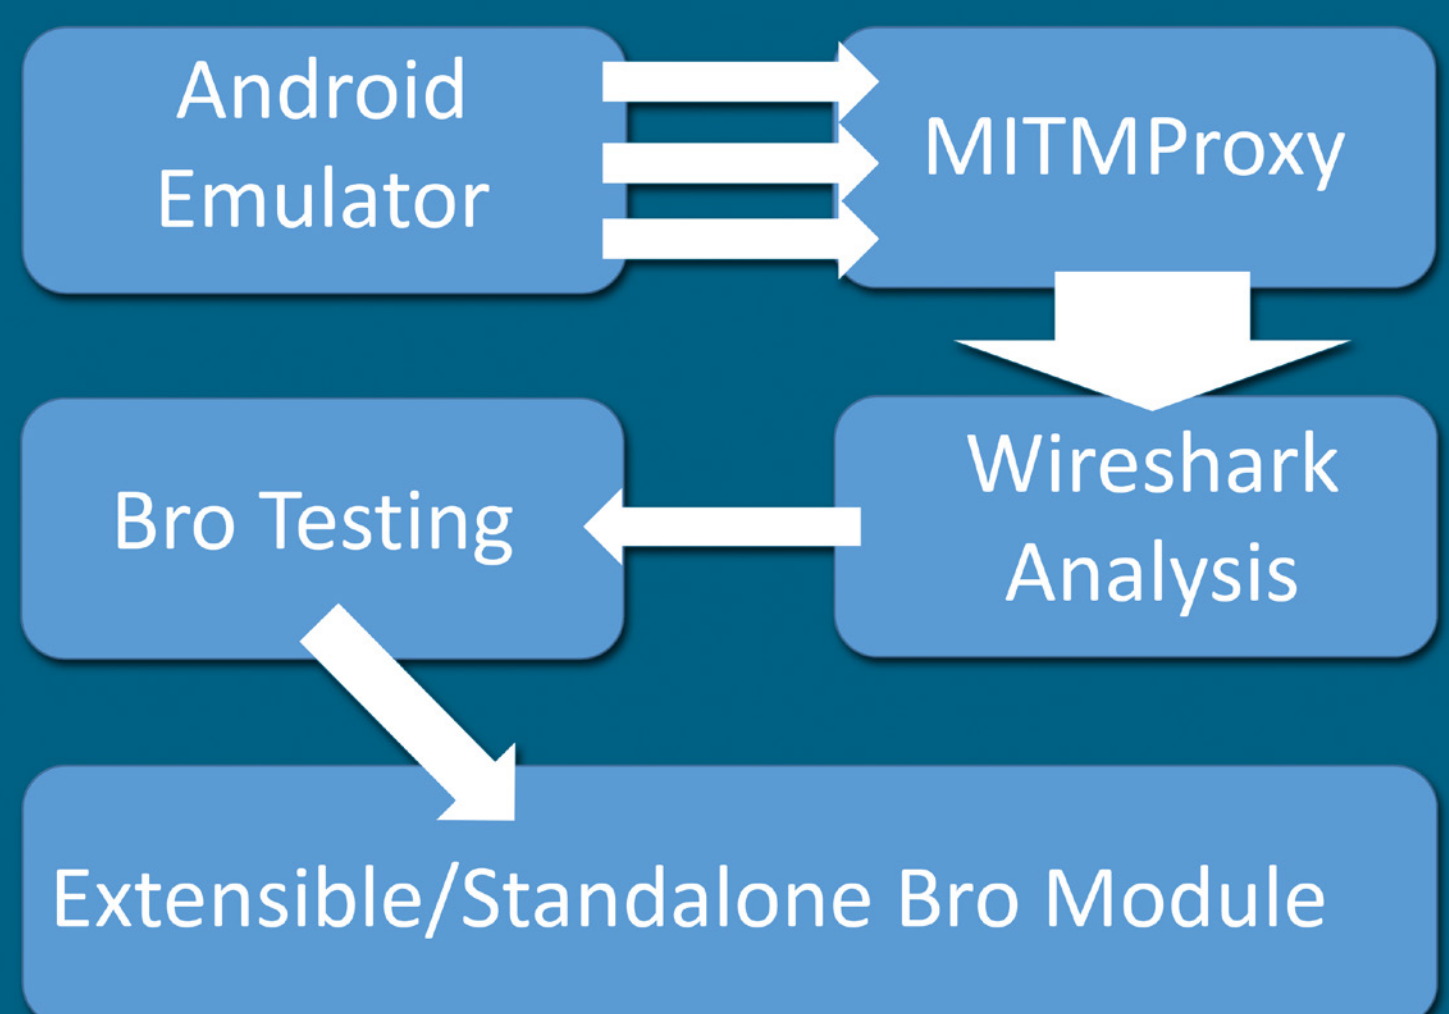 Android
Emulator
MITMProxy
Wireshark
Analysis
Bro Testing
Extensible/Standalone Bro Module